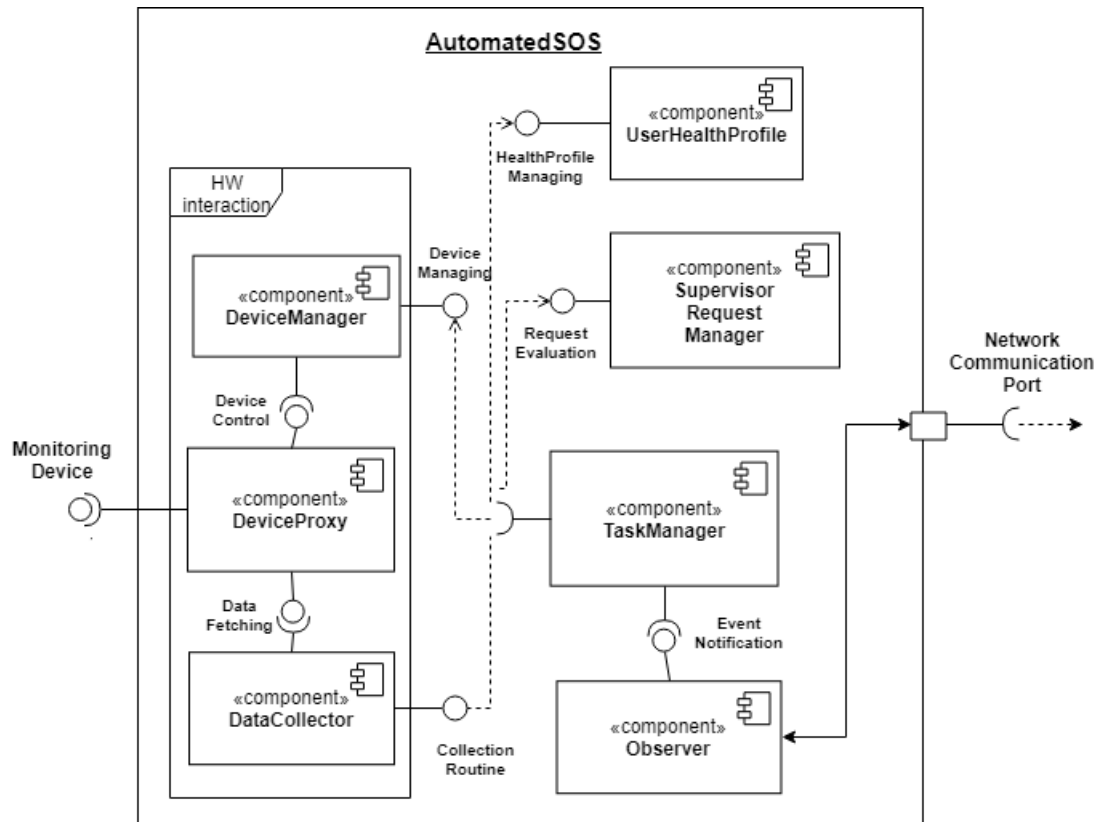 AutomatedSOS
«component»
UserHealthProfile
HealthProfile
Managing
HW
interaction
Device
Managing
«component»
DeviceManager
«component»
Supervisor
Request
Manager
Request
Evaluation
Network
Communication
Port
Device
Control
Monitoring
Device
«component»
DeviceProxy
«component»
TaskManager
Data
Fetching
Event
Notification
«component»
DataCollector
«component»
Observer
Collection
Routine